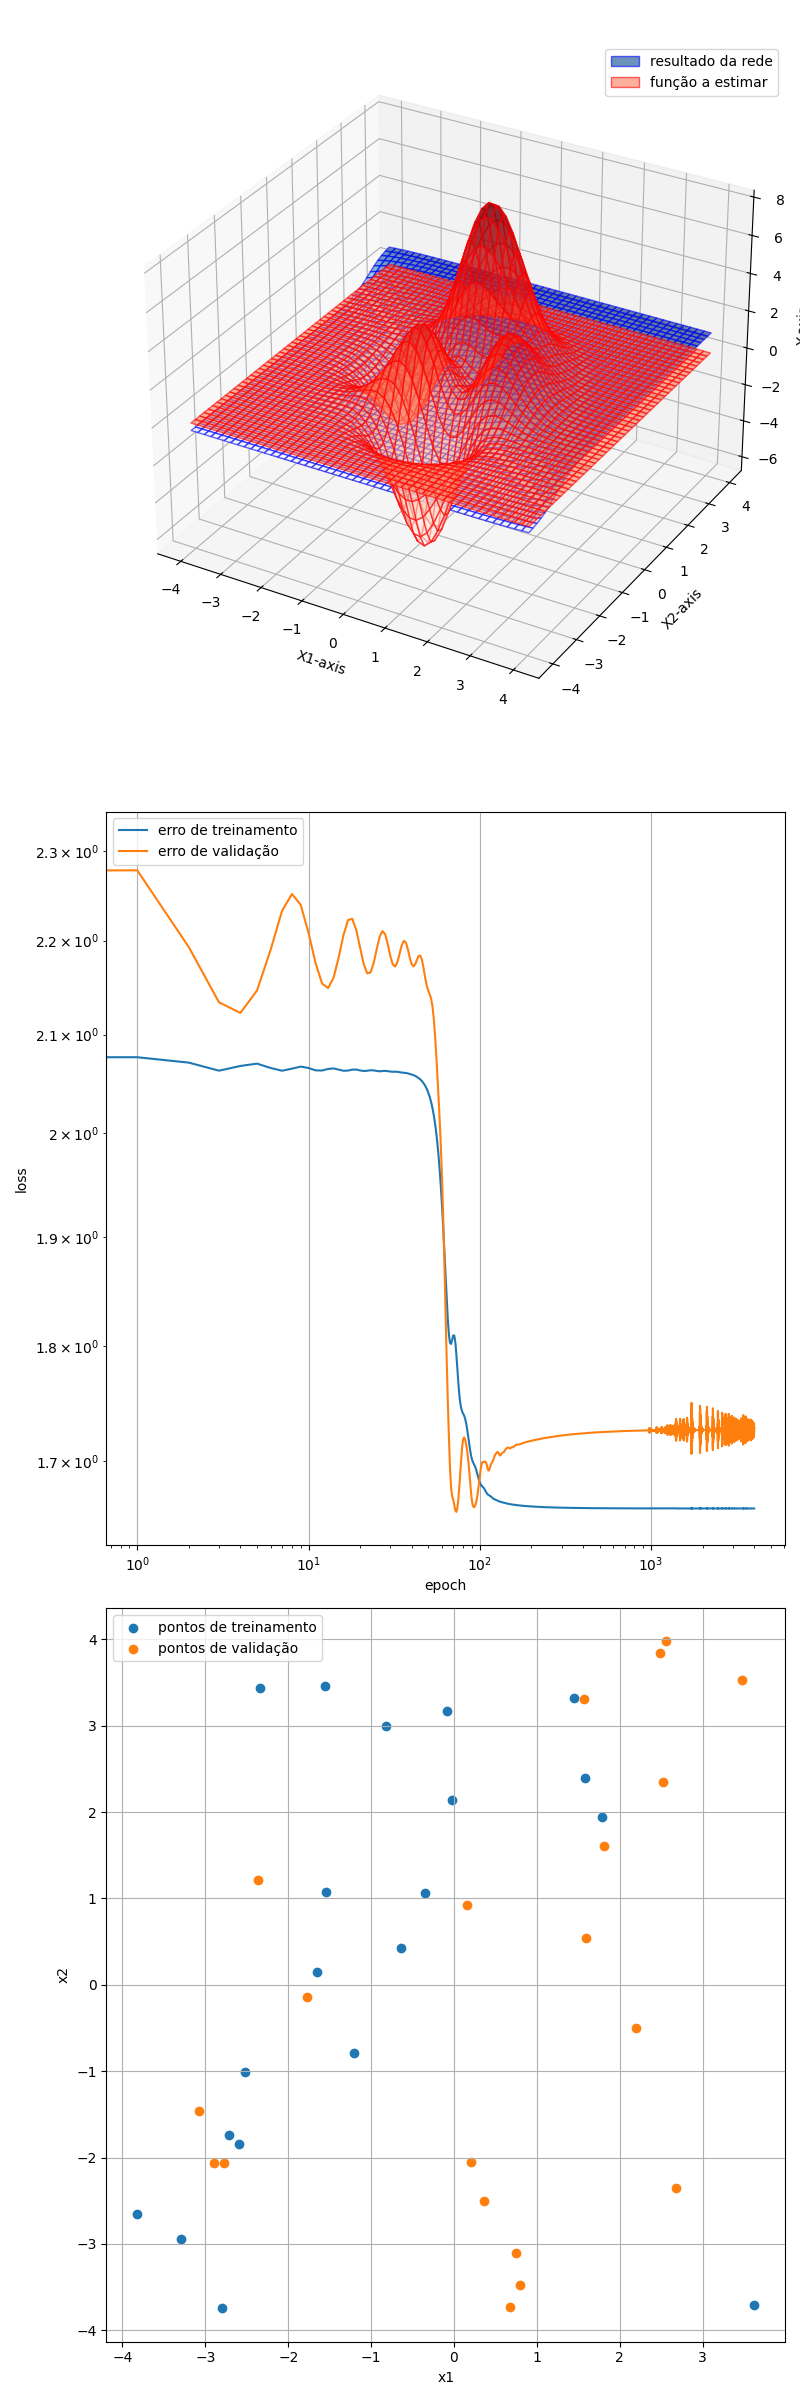 resultado da rede
função a estimar
8
6
4
2
0
−2
−4
−6
−4
−3
−2
−1
0
1
2
3
4
X1-axis
−4
−3
−2
−1
0
1
2
3
4
X2-axis
erro de treinamento
erro de validação
2.3 × 10⁰
2.2 × 10⁰
2.1 × 10⁰
2 × 10⁰
1.9 × 10⁰
1.8 × 10⁰
1.7 × 10⁰
loss
10⁰ 10¹ 10² 10³
epoch
pontos de treinamento
pontos de validação
4
3
2
1
0
−1
−2
−3
−4
x2
−4 −3 −2 −1 0 1 2 3
x1